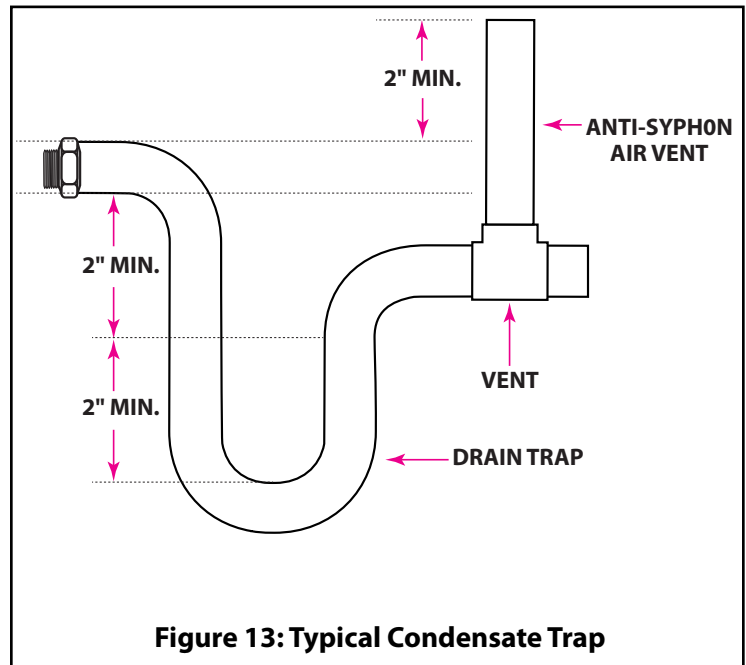 2" MIN.
ANTI-SYPH0N
AIR VENT
2" MIN.
2" MIN.
VENT
DRAIN TRAP
Figure 13: Typical Condensate Trap